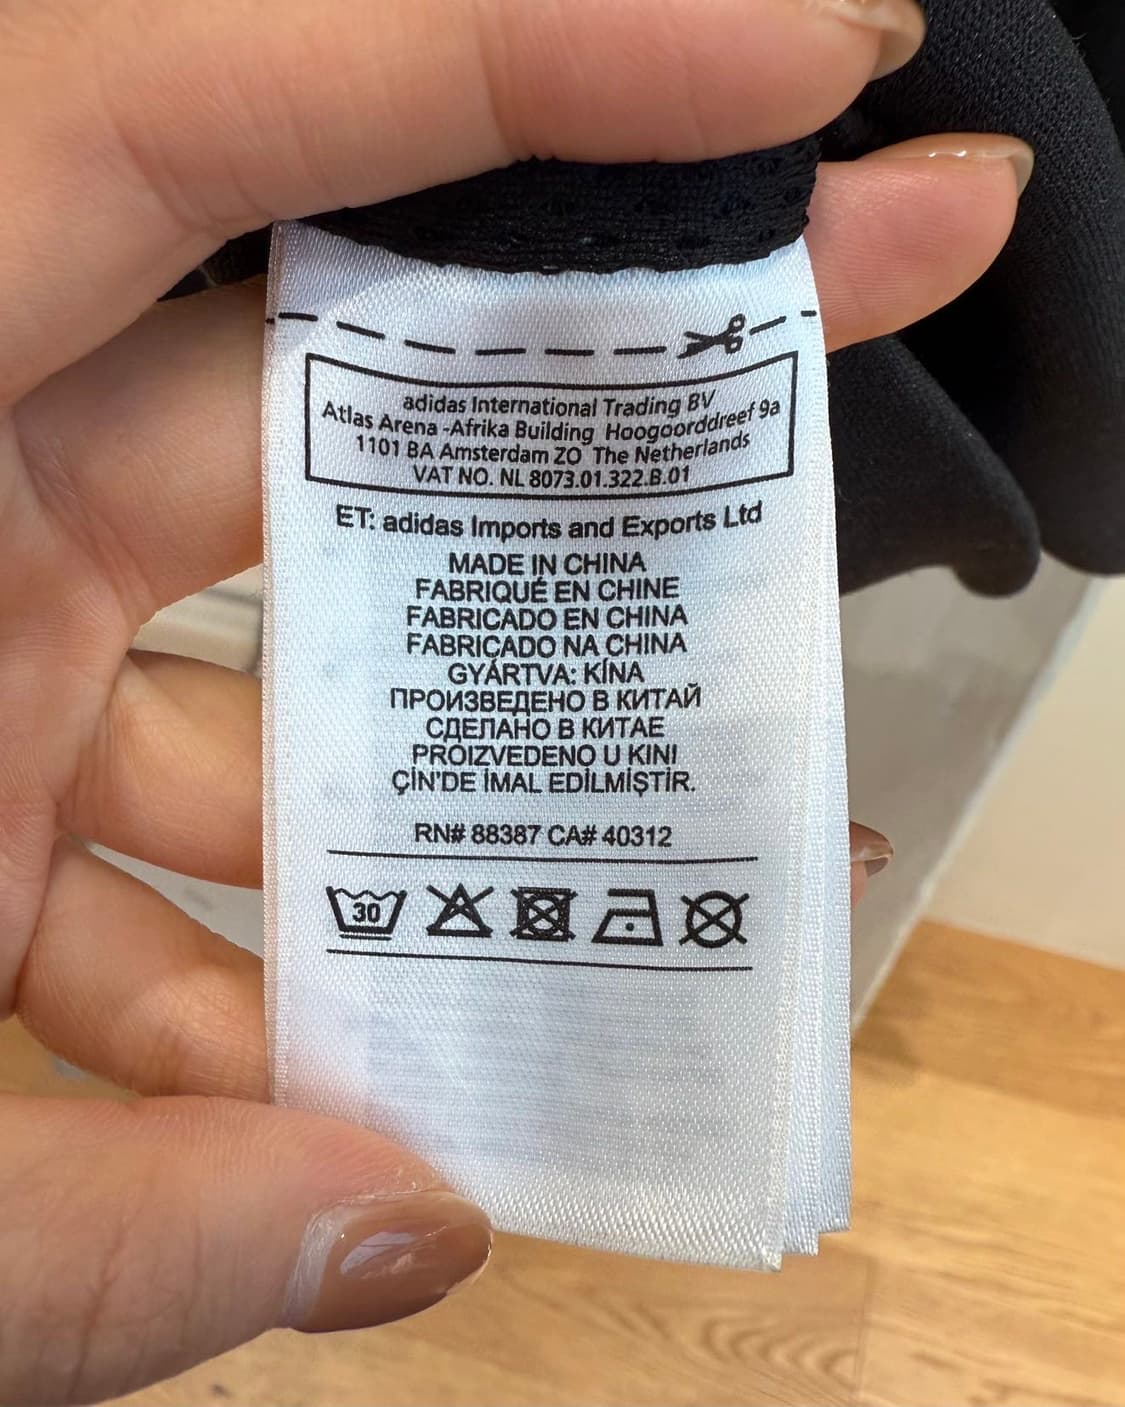 adidas International Trading BV
Atlas Arena -Afrika Building Hoogoorddreef 9a
1101 BA Amsterdam ZO The Netherlands
VAT NO. NL 8073.01.322.B.01
ET: adidas Imports and Exports Ltd
MADE IN CHINA
FABRIQUÉ EN CHINE
FABRICADO EN CHINA
FABRICADO NA CHINA
GYÁRTVA: KÍNA
ПРОИЗВЕДЕНО В КИТАЙ
СДЕЛАНО В КИТАЕ
PROIZVEDENO U KINI
ÇİN'DE İMAL EDİLMİŞTİR.
RN# 88387 CA# 40312
30